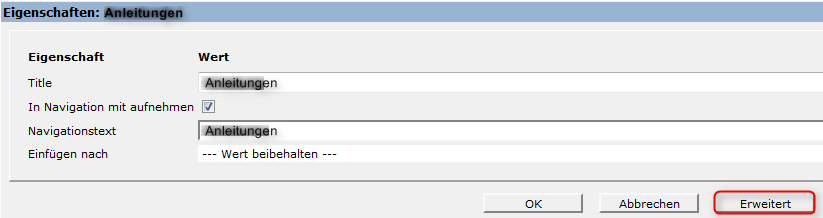 Eigenschaften: Anleitungen
Eigenschaft Wert
Title Anleitungen
In Navigation mit aufnehmen
Navigationstext Anleitungen
Einfügen nach --- Wert beibehalten ---
OK Abbrechen Erweitert